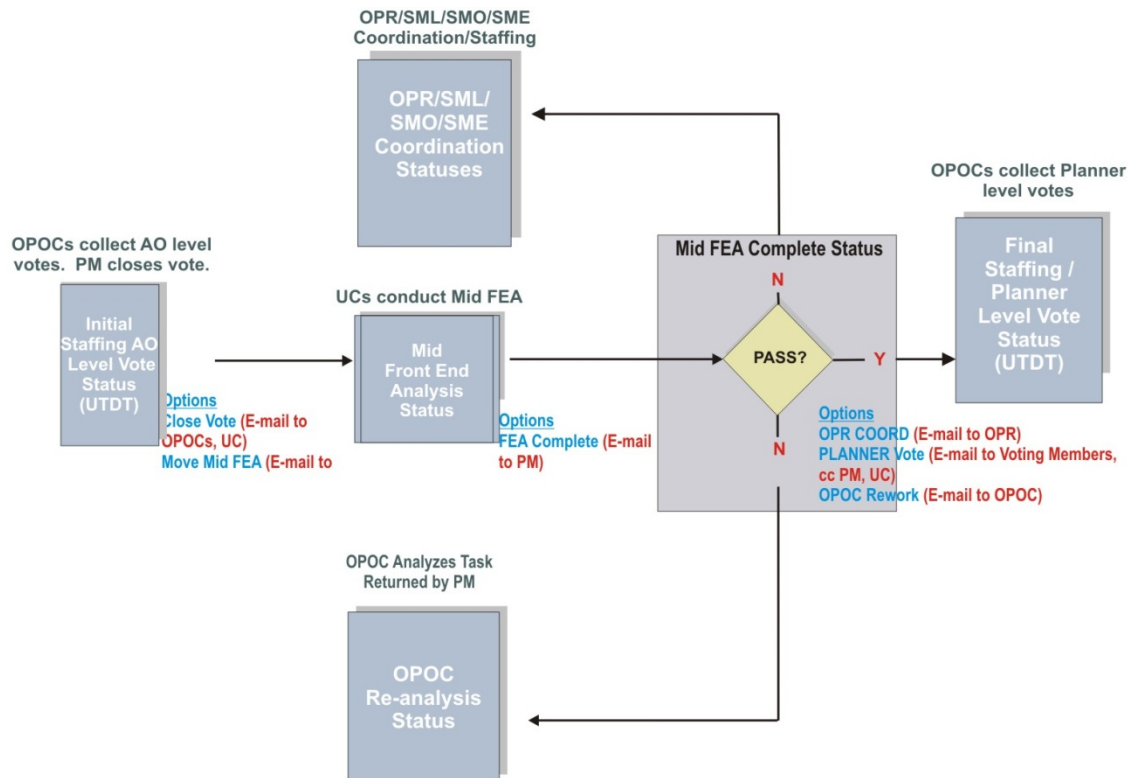 OPR/SML/SMO/SME
Coordination/Staffing
OPR/SML/
SMO/SME
Coordination
Statuses
OPOCs collect Planner
level votes
Final
Staffing /
Planner
Level Vote
Status
(UTDT)
OPOCs collect AO level
votes. PM closes vote.
Initial
Staffing AO
Level Vote
Status
(UTDT)
Options
Close Vote (E-mail to
OPOCs, UC)
Move Mid FEA (E-mail to
UCs conduct Mid FEA
Mid
Front End
Analysis
Status
Options
FEA Complete (E-mail
to PM)
Mid FEA Complete Status
N
PASS?
Y
N
Options
OPR COORD (E-mail to OPR)
PLANNER Vote (E-mail to Voting Members,
cc PM, UC)
OPOC Rework (E-mail to OPOC)
OPOC Analyzes Task
Returned by PM
OPOC
Re-analysis
Status